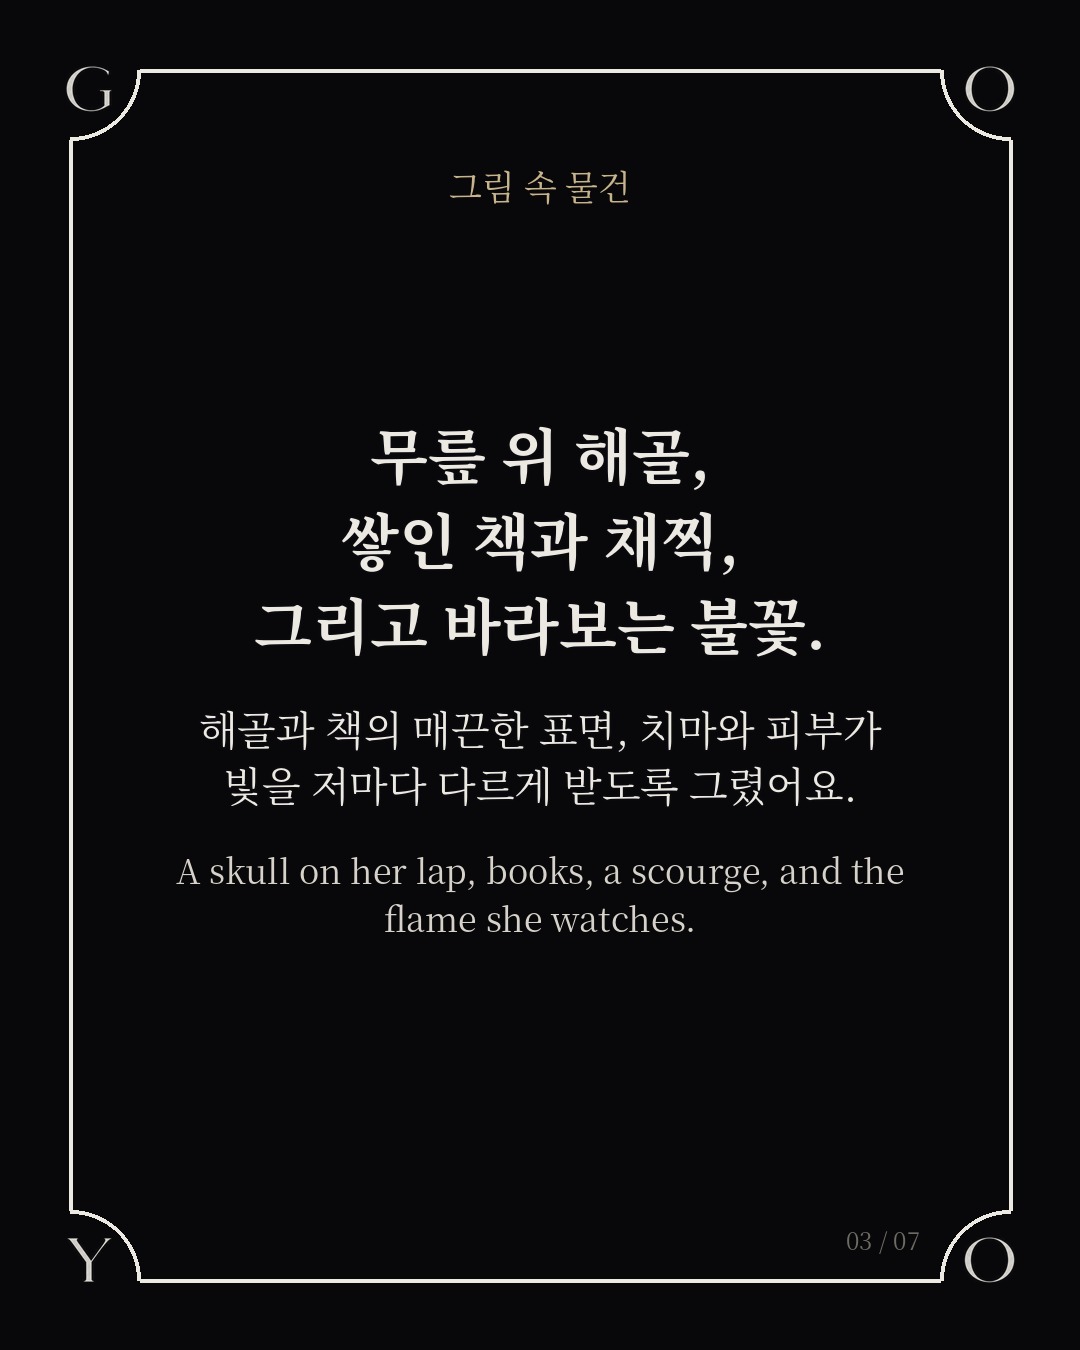 G O
그림 속 물건
무릎 위 해골,
쌓인 책과 채찍,
그리고 바라보는 불꽃.
해골과 책의 매끈한 표면, 치마와 피부가
빛을 저마다 다르게 받도록 그렸어요.
A skull on her lap, books, a scourge, and the
flame she watches.
03 / 07
Y O